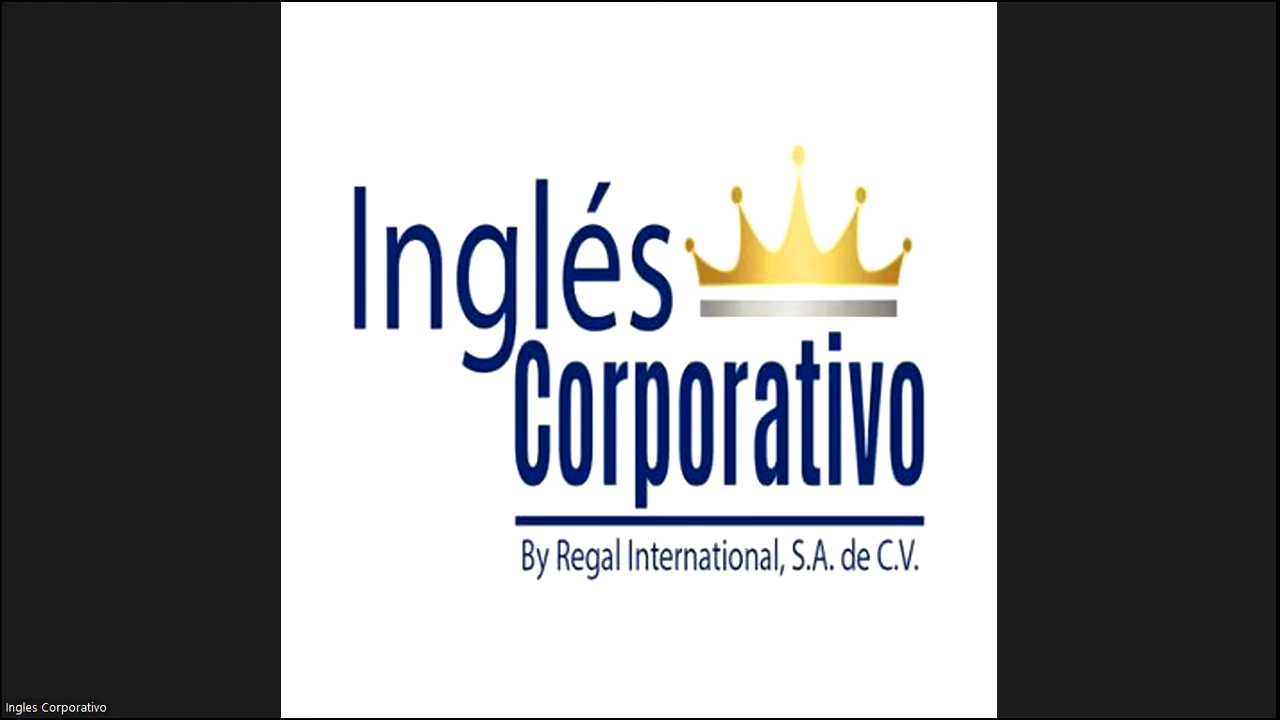 Inglés
Corporativo
By Regal International, S.A. de C.V.
Ingles Corporativo